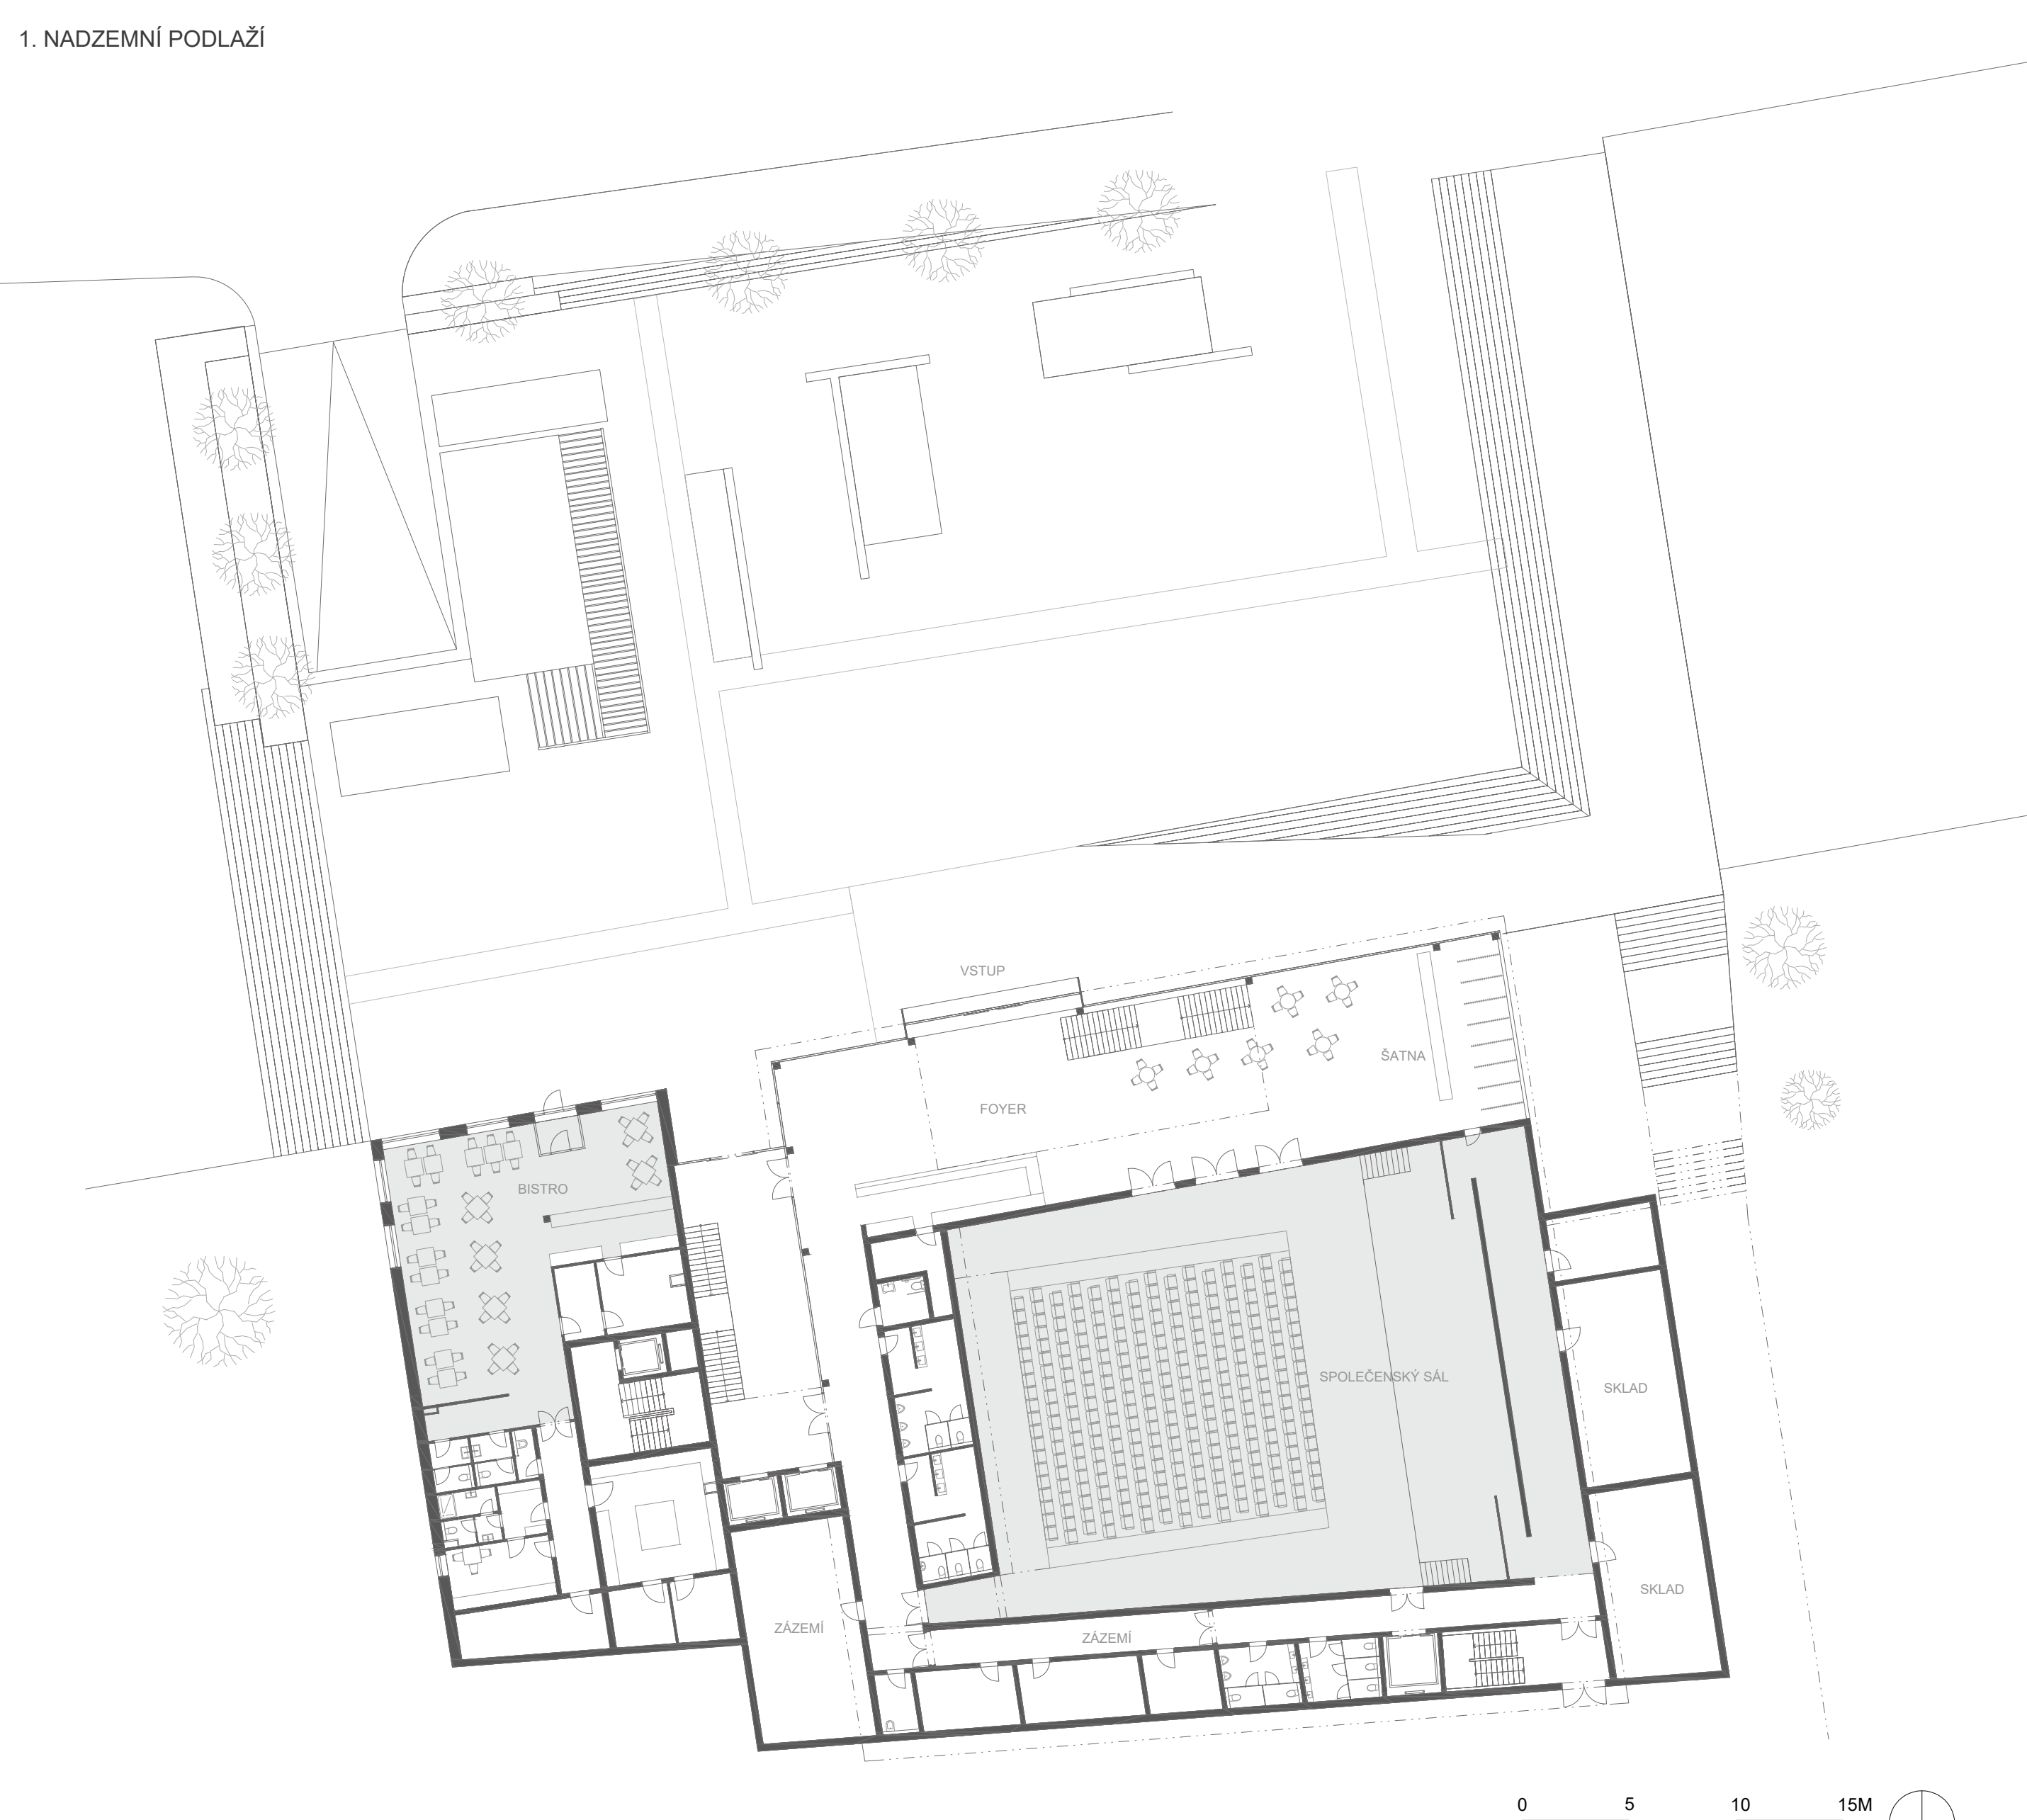 1. NADZEMNÍ PODLAŽÍ
VSTUP
ŠATNA
FOYER
BISTRO
SPOLEČENSKÝ SÁL
SKLAD
SKLAD
ZÁZEMÍ
ZÁZEMÍ
0 5 10 15M